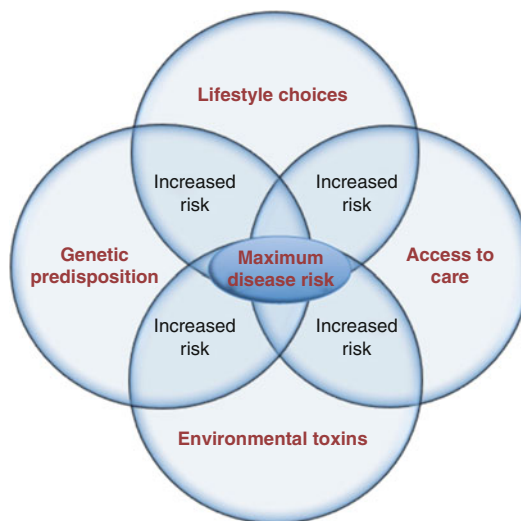 Lifestyle choices
Increased
risk
Increased
risk
Genetic
predisposition
Maximum
disease risk
Access to
care
Increased
risk
Increased
risk
Environmental toxins